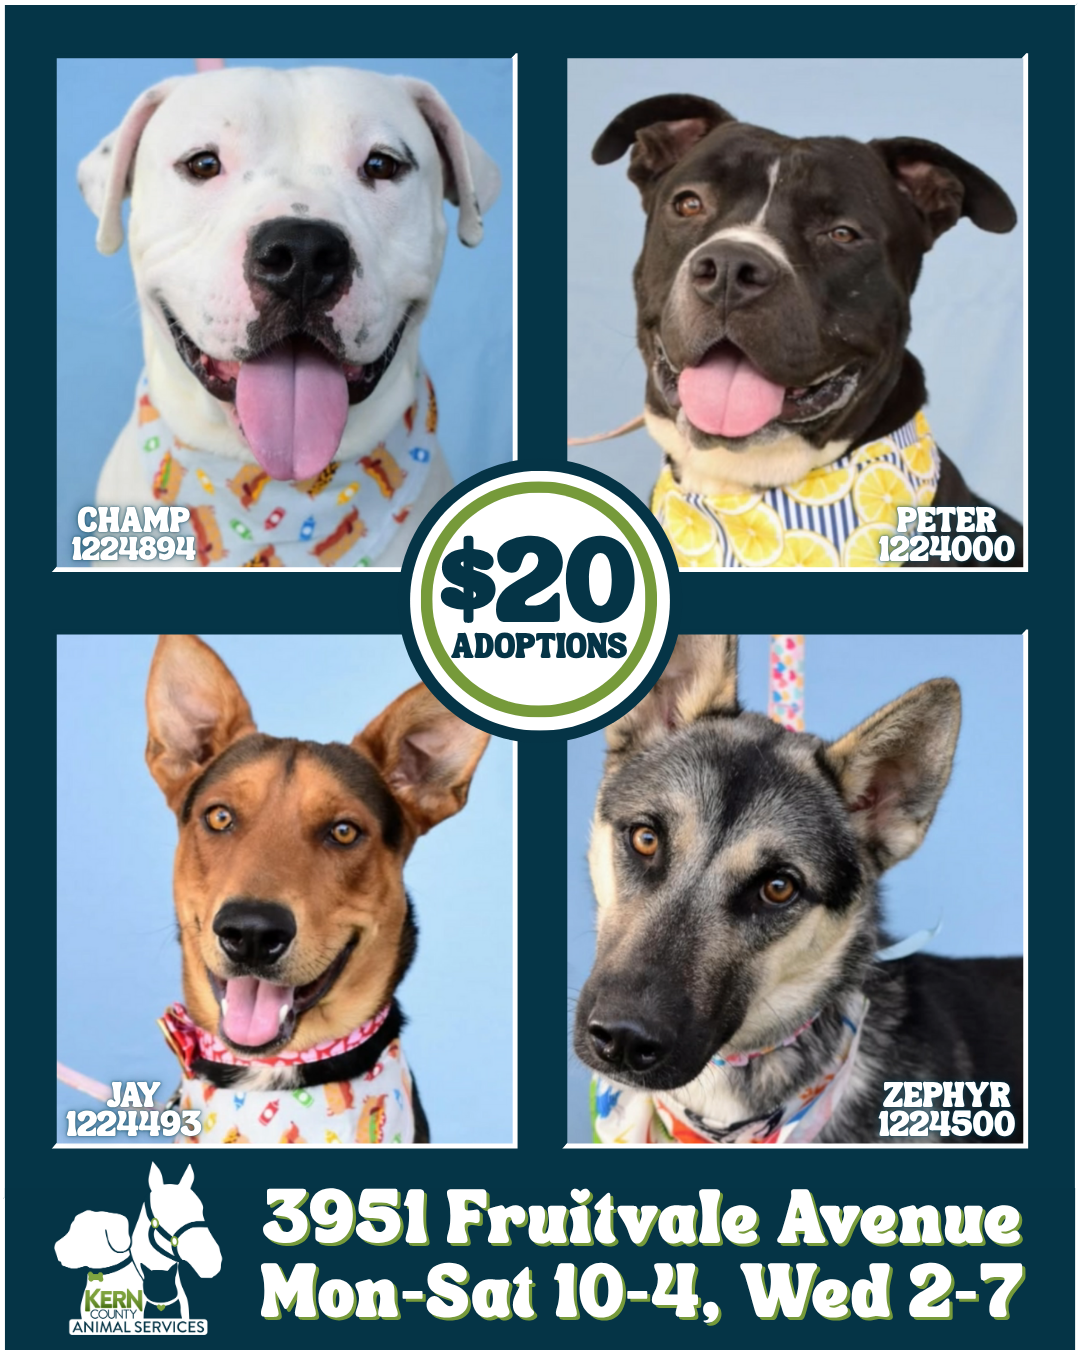 CHAMP
1224894
PETER
1224000
$20
ADOPTIONS
JAY
1224493
ZEPHYR
1224500
KERN
COUNTY
ANIMAL SERVICES
3951 Fruitvale Avenue
Mon-Sat 10-4, Wed 2-7